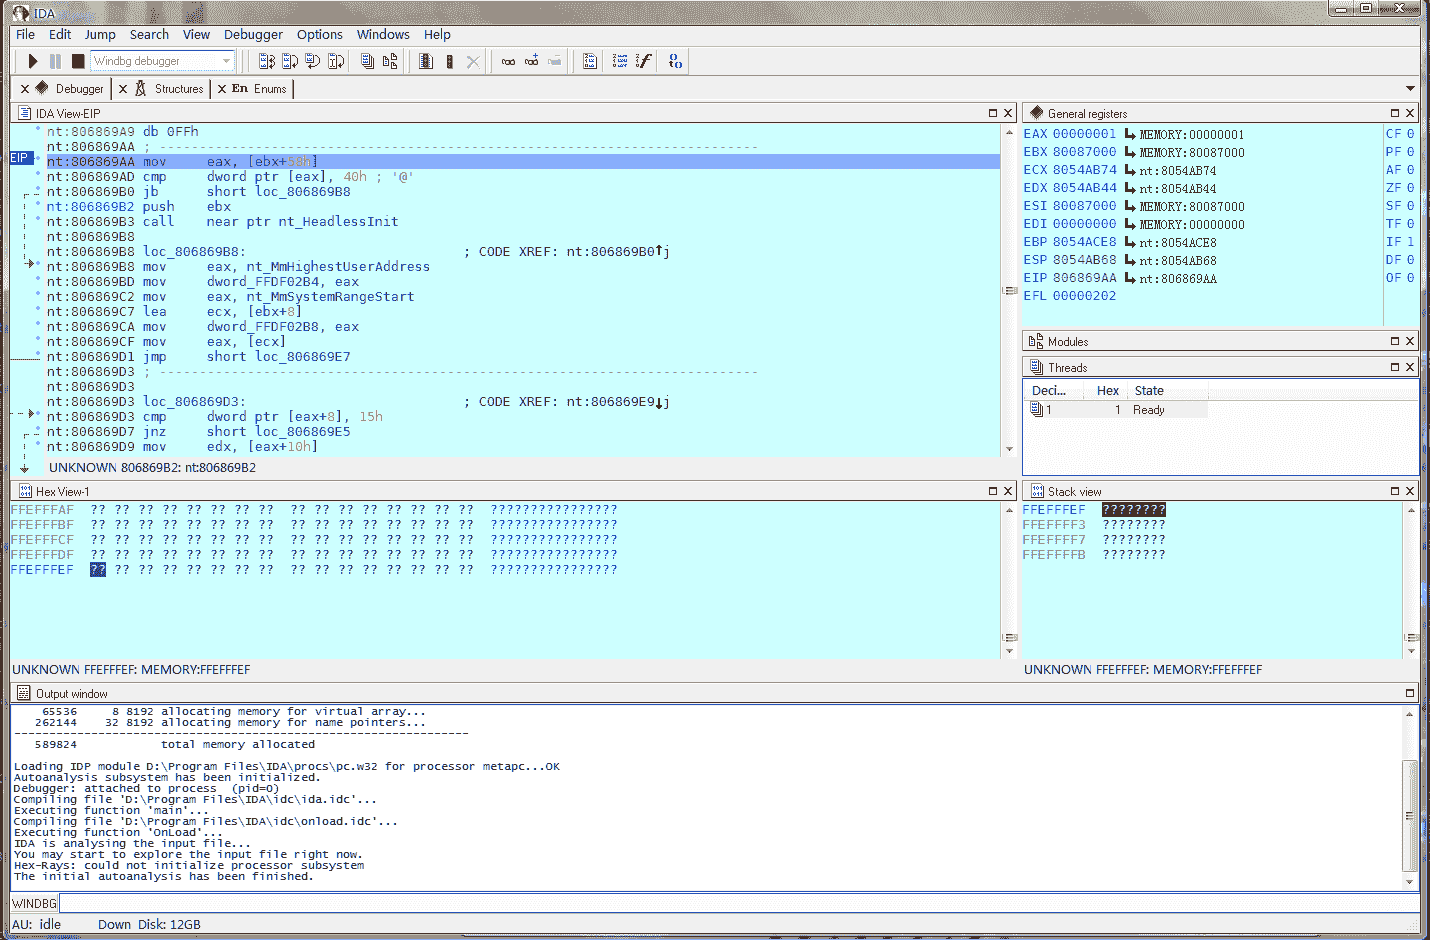 IDA
File Edit Jump Search View Debugger Options Windows Help
Windbg debugger
Debugger Structures En Enums
IDA View-EIP
nt:806869A9 db 0FFh
nt:806869AA ; ---------------------------------------------------------------------------
EIP nt:806869AA mov eax, [ebx+50h]
nt:806869AD cmp dword ptr [eax], 40h ; '@'
nt:806869B0 jb short loc_806869B8
nt:806869B2 push ebx
nt:806869B3 call near ptr nt_HeadlessInit
nt:806869B8
nt:806869B8 loc_806869B8: ; CODE XREF: nt:806869B0↑j
nt:806869B8 mov eax, nt_MmHighestUserAddress
nt:806869BD mov dword_FFDF02B4, eax
nt:806869C2 mov eax, nt_MmSystemRangeStart
nt:806869C7 lea ecx, [ebx+8]
nt:806869CA mov dword_FFDF02B8, eax
nt:806869CF mov eax, [ecx]
nt:806869D1 jmp short loc_806869E7
nt:806869D3 ; ---------------------------------------------------------------------------
nt:806869D3
nt:806869D3 loc_806869D3: ; CODE XREF: nt:806869E9↓j
nt:806869D3 cmp dword ptr [eax+8], 15h
nt:806869D7 jnz short loc_806869E5
nt:806869D9 mov edx, [eax+10h]
UNKNOWN 806869B2: nt:806869B2
General registers
EAX 00000001 MEMORY:00000001 CF 0
EBX 80087000 MEMORY:80087000 PF 0
ECX 8054AB74 nt:8054AB74 AF 0
EDX 8054AB44 nt:8054AB44 ZF 0
ESI 80087000 MEMORY:80087000 SF 0
EDI 00000000 MEMORY:00000000 TF 0
EBP 8054ACE8 nt:8054ACE8 IF 1
ESP 8054AB68 nt:8054AB68 DF 0
EIP 806869AA nt:806869AA OF 0
EFL 00000202
Modules
Threads
Deci... Hex State
1 1 Ready
Hex View-1
FFEFFFAF ?? ?? ?? ?? ?? ?? ?? ?? ?? ?? ?? ?? ?? ?? ?? ?? ????????????????
FFEFFFBF ?? ?? ?? ?? ?? ?? ?? ?? ?? ?? ?? ?? ?? ?? ?? ?? ????????????????
FFEFFFCF ?? ?? ?? ?? ?? ?? ?? ?? ?? ?? ?? ?? ?? ?? ?? ?? ????????????????
FFEFFFDF ?? ?? ?? ?? ?? ?? ?? ?? ?? ?? ?? ?? ?? ?? ?? ?? ????????????????
FFEFFFEF ?? ?? ?? ?? ?? ?? ?? ?? ?? ?? ?? ?? ?? ?? ?? ?? ????????????????
UNKNOWN FFEFFFEF: MEMORY:FFEFFFEF
Stack view
FFEFFFEF ????????
FFEFFFF3 ????????
FFEFFFF7 ????????
FFEFFFFB ????????
UNKNOWN FFEFFFEF: MEMORY:FFEFFFEF
Output window
65536 8 8192 allocating memory for virtual array...
262144 32 8192 allocating memory for name pointers...
-----------------------------------------------------------------
589824 total memory allocated
Loading IDP module D:\Program Files\IDA\procs\pc.w32 for processor metapc...OK
Autoanalysis subsystem has been initialized.
Debugger: attached to process (pid=0)
Compiling file 'D:\Program Files\IDA\idc\ida.idc'...
Executing function 'main'...
Compiling file 'D:\Program Files\IDA\idc\onload.idc'...
Executing function 'OnLoad'...
IDA is analysing the input file...
You may start to explore the input file right now.
Hex-Rays: could not initialize processor subsystem
The initial autoanalysis has been finished.
WINDBG
AU: idle Down Disk: 12GB